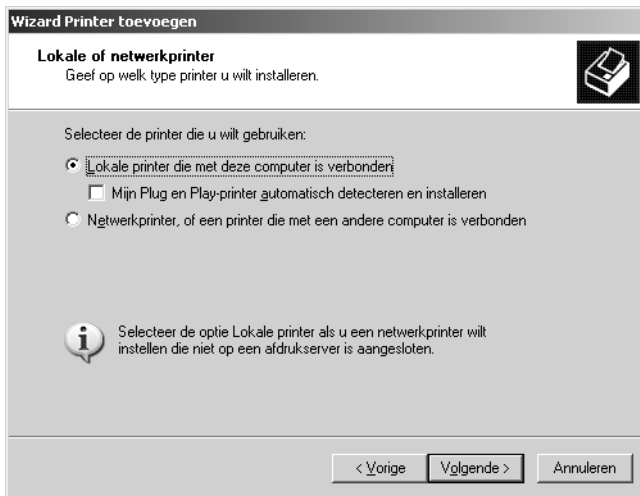 Wizard Printer toevoegen
Lokale of netwerkprinter
Geef op welk type printer u wilt installeren.
Selecteer de printer die u wilt gebruiken:
Lokale printer die met deze computer is verbonden
Mijn Plug en Play-printer automatisch detecteren en installeren
Netwerkprinter, of een printer die met een andere computer is verbonden
Selecteer de optie Lokale printer als u een netwerkprinter wilt
instellen die niet op een afdrukserver is aangesloten.
< Vorige Volgende > Annuleren